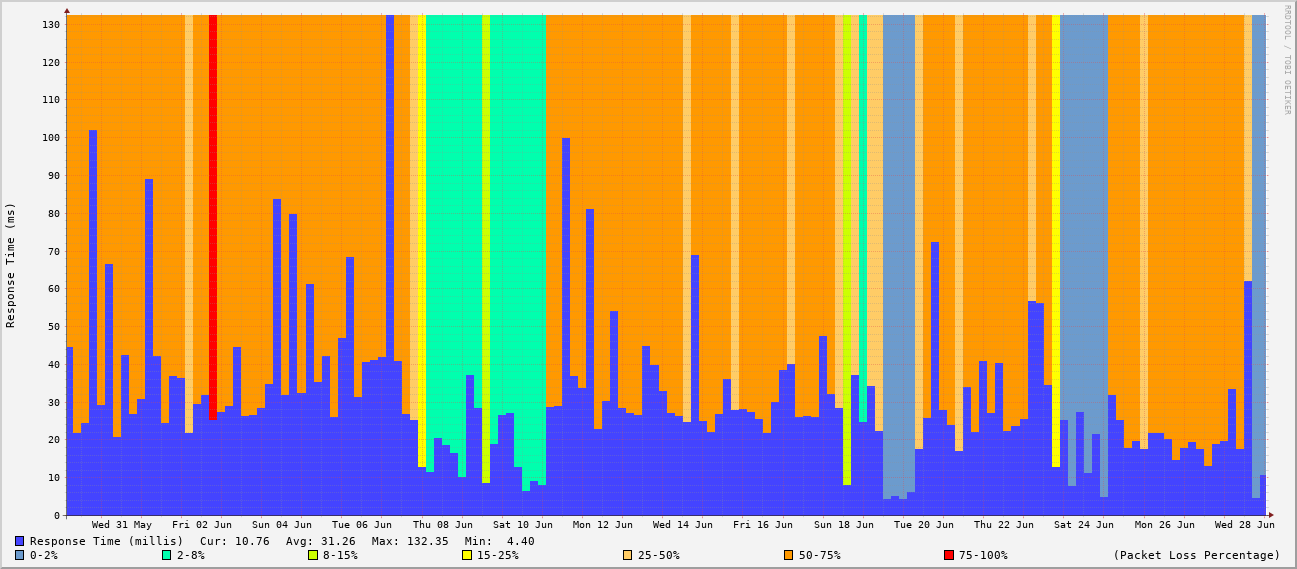 RRDTOOL / TOBI OETIKER
Response Time (ms)
130
120
110
100
90
80
70
60
50
40
30
20
10
0
Wed 31 May Fri 02 Jun Sun 04 Jun Tue 06 Jun Thu 08 Jun Sat 10 Jun Mon 12 Jun Wed 14 Jun Fri 16 Jun Sun 18 Jun Tue 20 Jun Thu 22 Jun Sat 24 Jun Mon 26 Jun Wed 28 Jun
Response Time (millis) Cur: 10.76 Avg: 31.26 Max: 132.35 Min: 4.40
0-2% 2-8% 8-15% 15-25% 25-50% 50-75% 75-100% (Packet Loss Percentage)